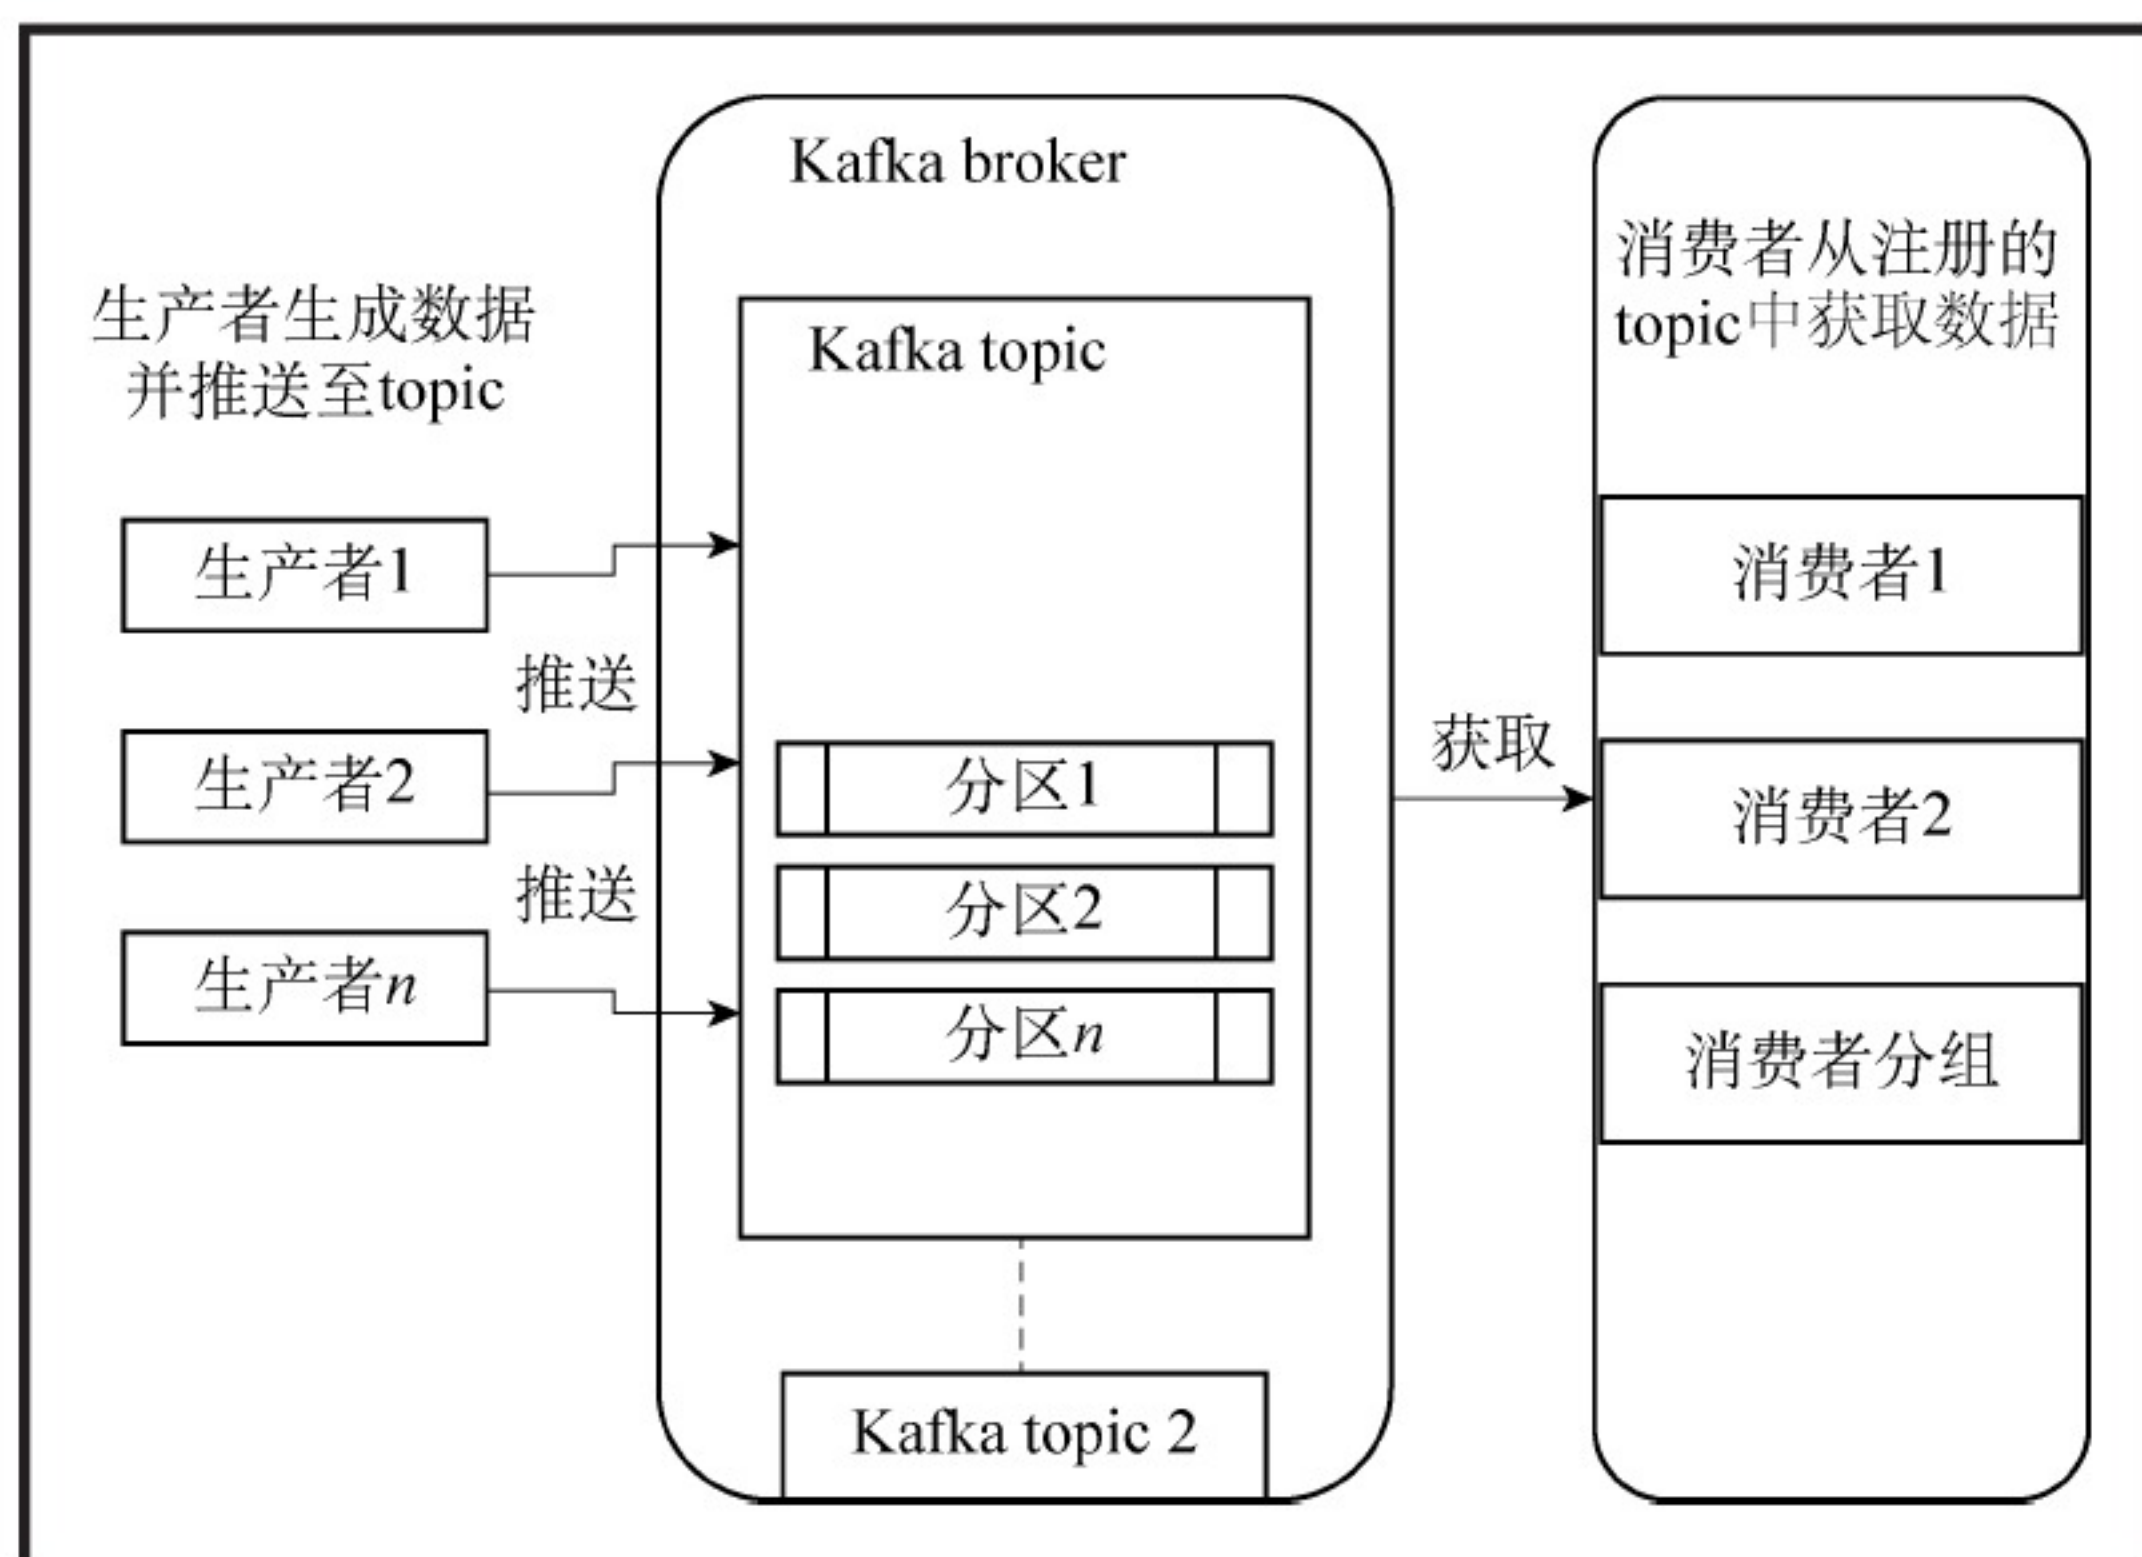 Kafka broker
生产者生成数据
并推送至topic
生产者1
推送
生产者2
推送
生产者n
Kafka topic
分区1
分区2
分区n
Kafka topic 2
获取
消费者从注册的
topic中获取数据
消费者1
消费者2
消费者分组